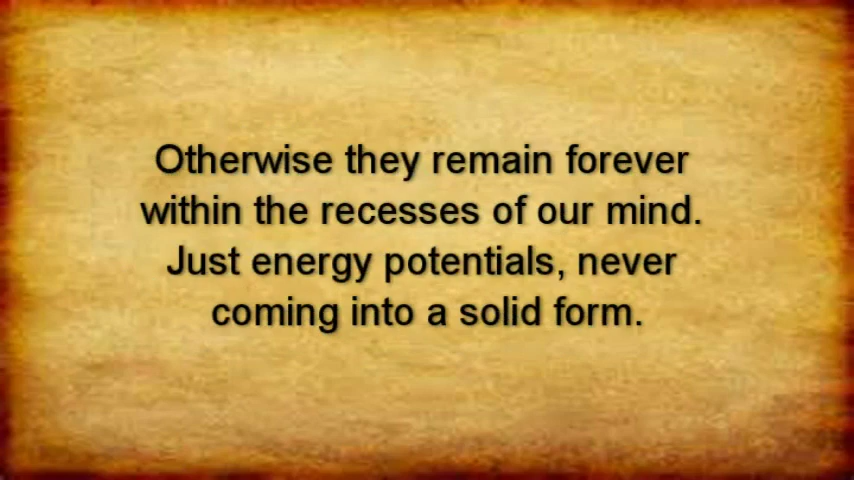 Otherwise they remain forever
within the recesses of our mind.
Just energy potentials, never
coming into a solid form.